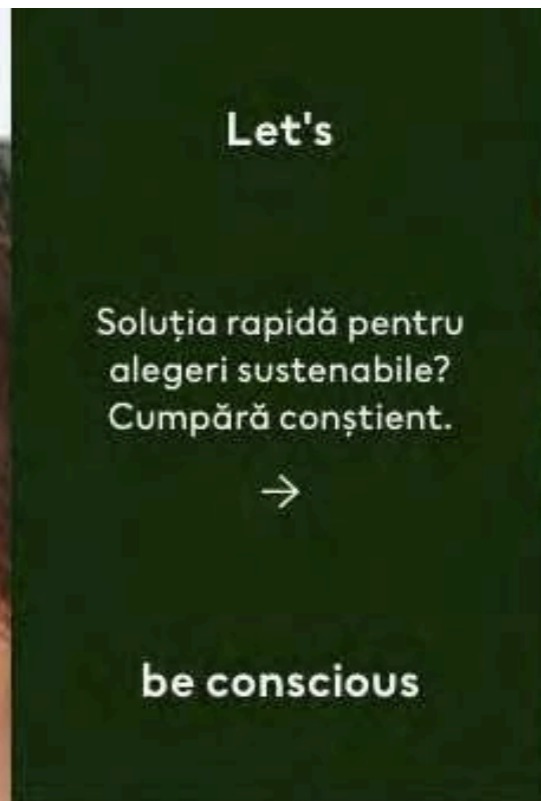 Let's
Soluția rapidă pentru
alegeri sustenabile?
Cumpără conștient.
→
be conscious